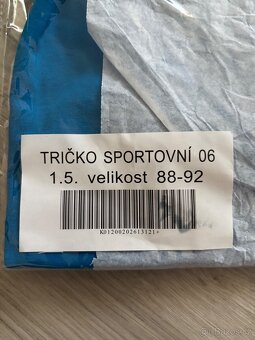 TRIČKO SPORTOVNÍ 06
1.5. velikost 88-92